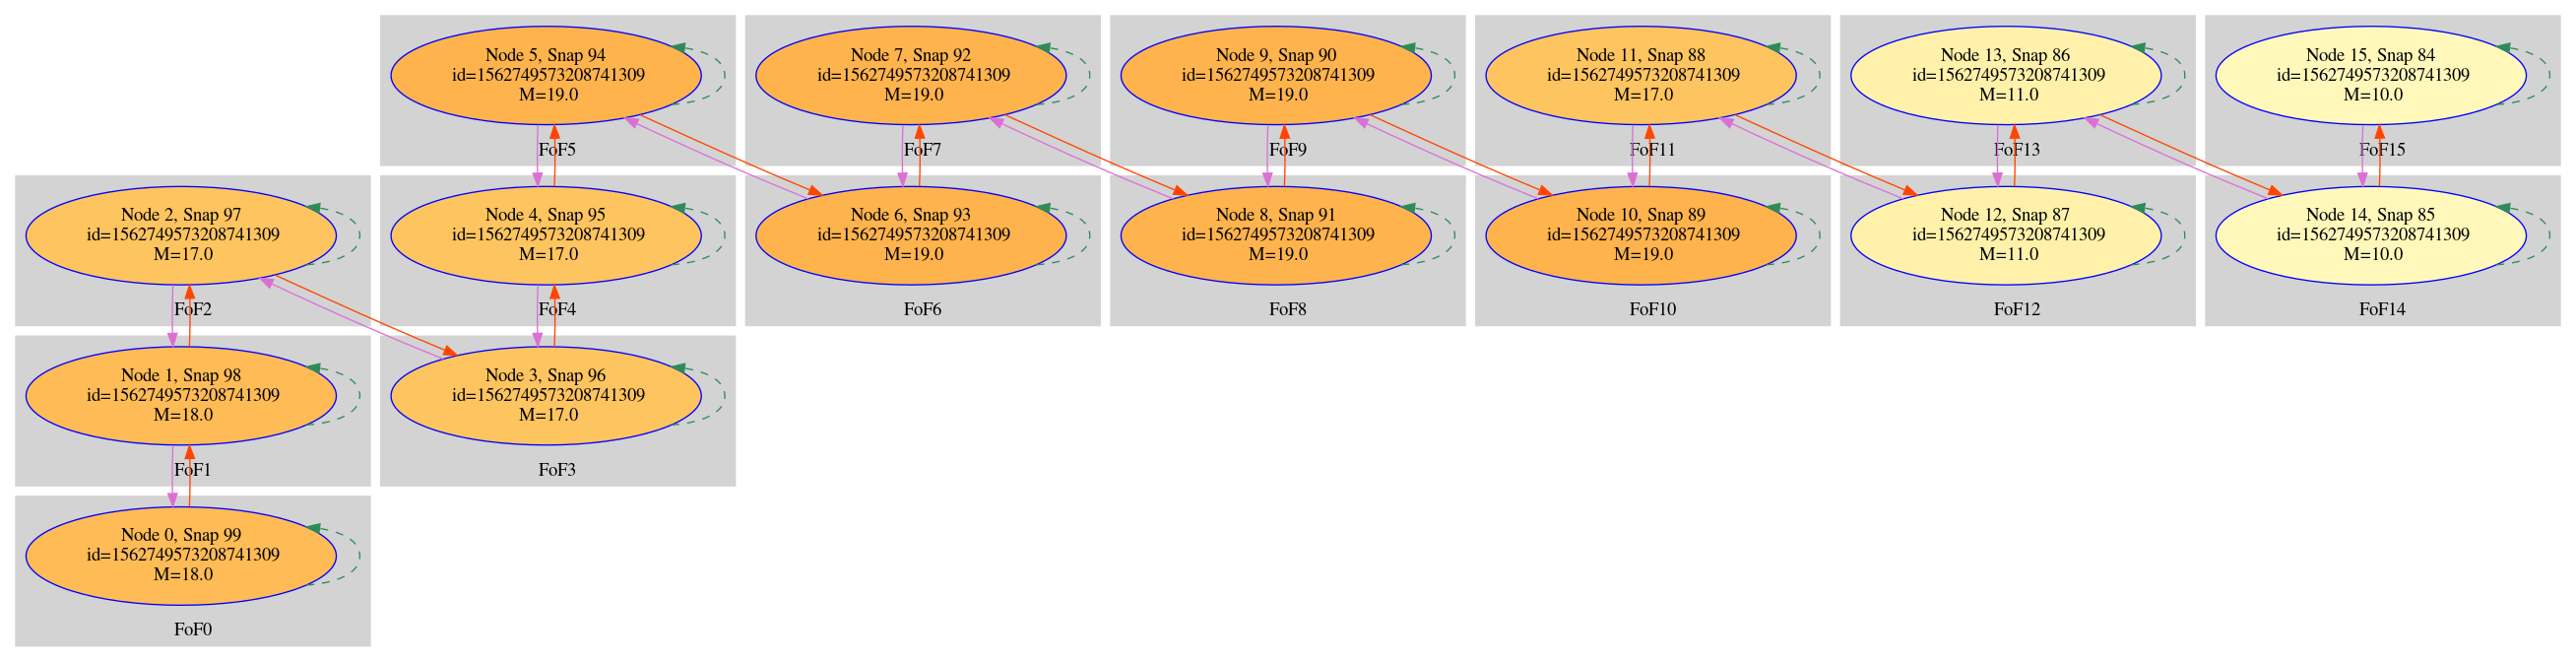 Node 5, Snap 94
id=1562749573208741309
M=19.0
FoF5
Node 7, Snap 92
id=1562749573208741309
M=19.0
FoF7
Node 9, Snap 90
id=1562749573208741309
M=19.0
FoF9
Node 11, Snap 88
id=1562749573208741309
M=17.0
FoF11
Node 13, Snap 86
id=1562749573208741309
M=11.0
FoF13
Node 15, Snap 84
id=1562749573208741309
M=10.0
FoF15
Node 2, Snap 97
id=1562749573208741309
M=17.0
FoF2
Node 4, Snap 95
id=1562749573208741309
M=17.0
FoF4
Node 6, Snap 93
id=1562749573208741309
M=19.0
FoF6
Node 8, Snap 91
id=1562749573208741309
M=19.0
FoF8
Node 10, Snap 89
id=1562749573208741309
M=19.0
FoF10
Node 12, Snap 87
id=1562749573208741309
M=11.0
FoF12
Node 14, Snap 85
id=1562749573208741309
M=10.0
FoF14
Node 1, Snap 98
id=1562749573208741309
M=18.0
FoF1
Node 3, Snap 96
id=1562749573208741309
M=17.0
FoF3
Node 0, Snap 99
id=1562749573208741309
M=18.0
FoF0